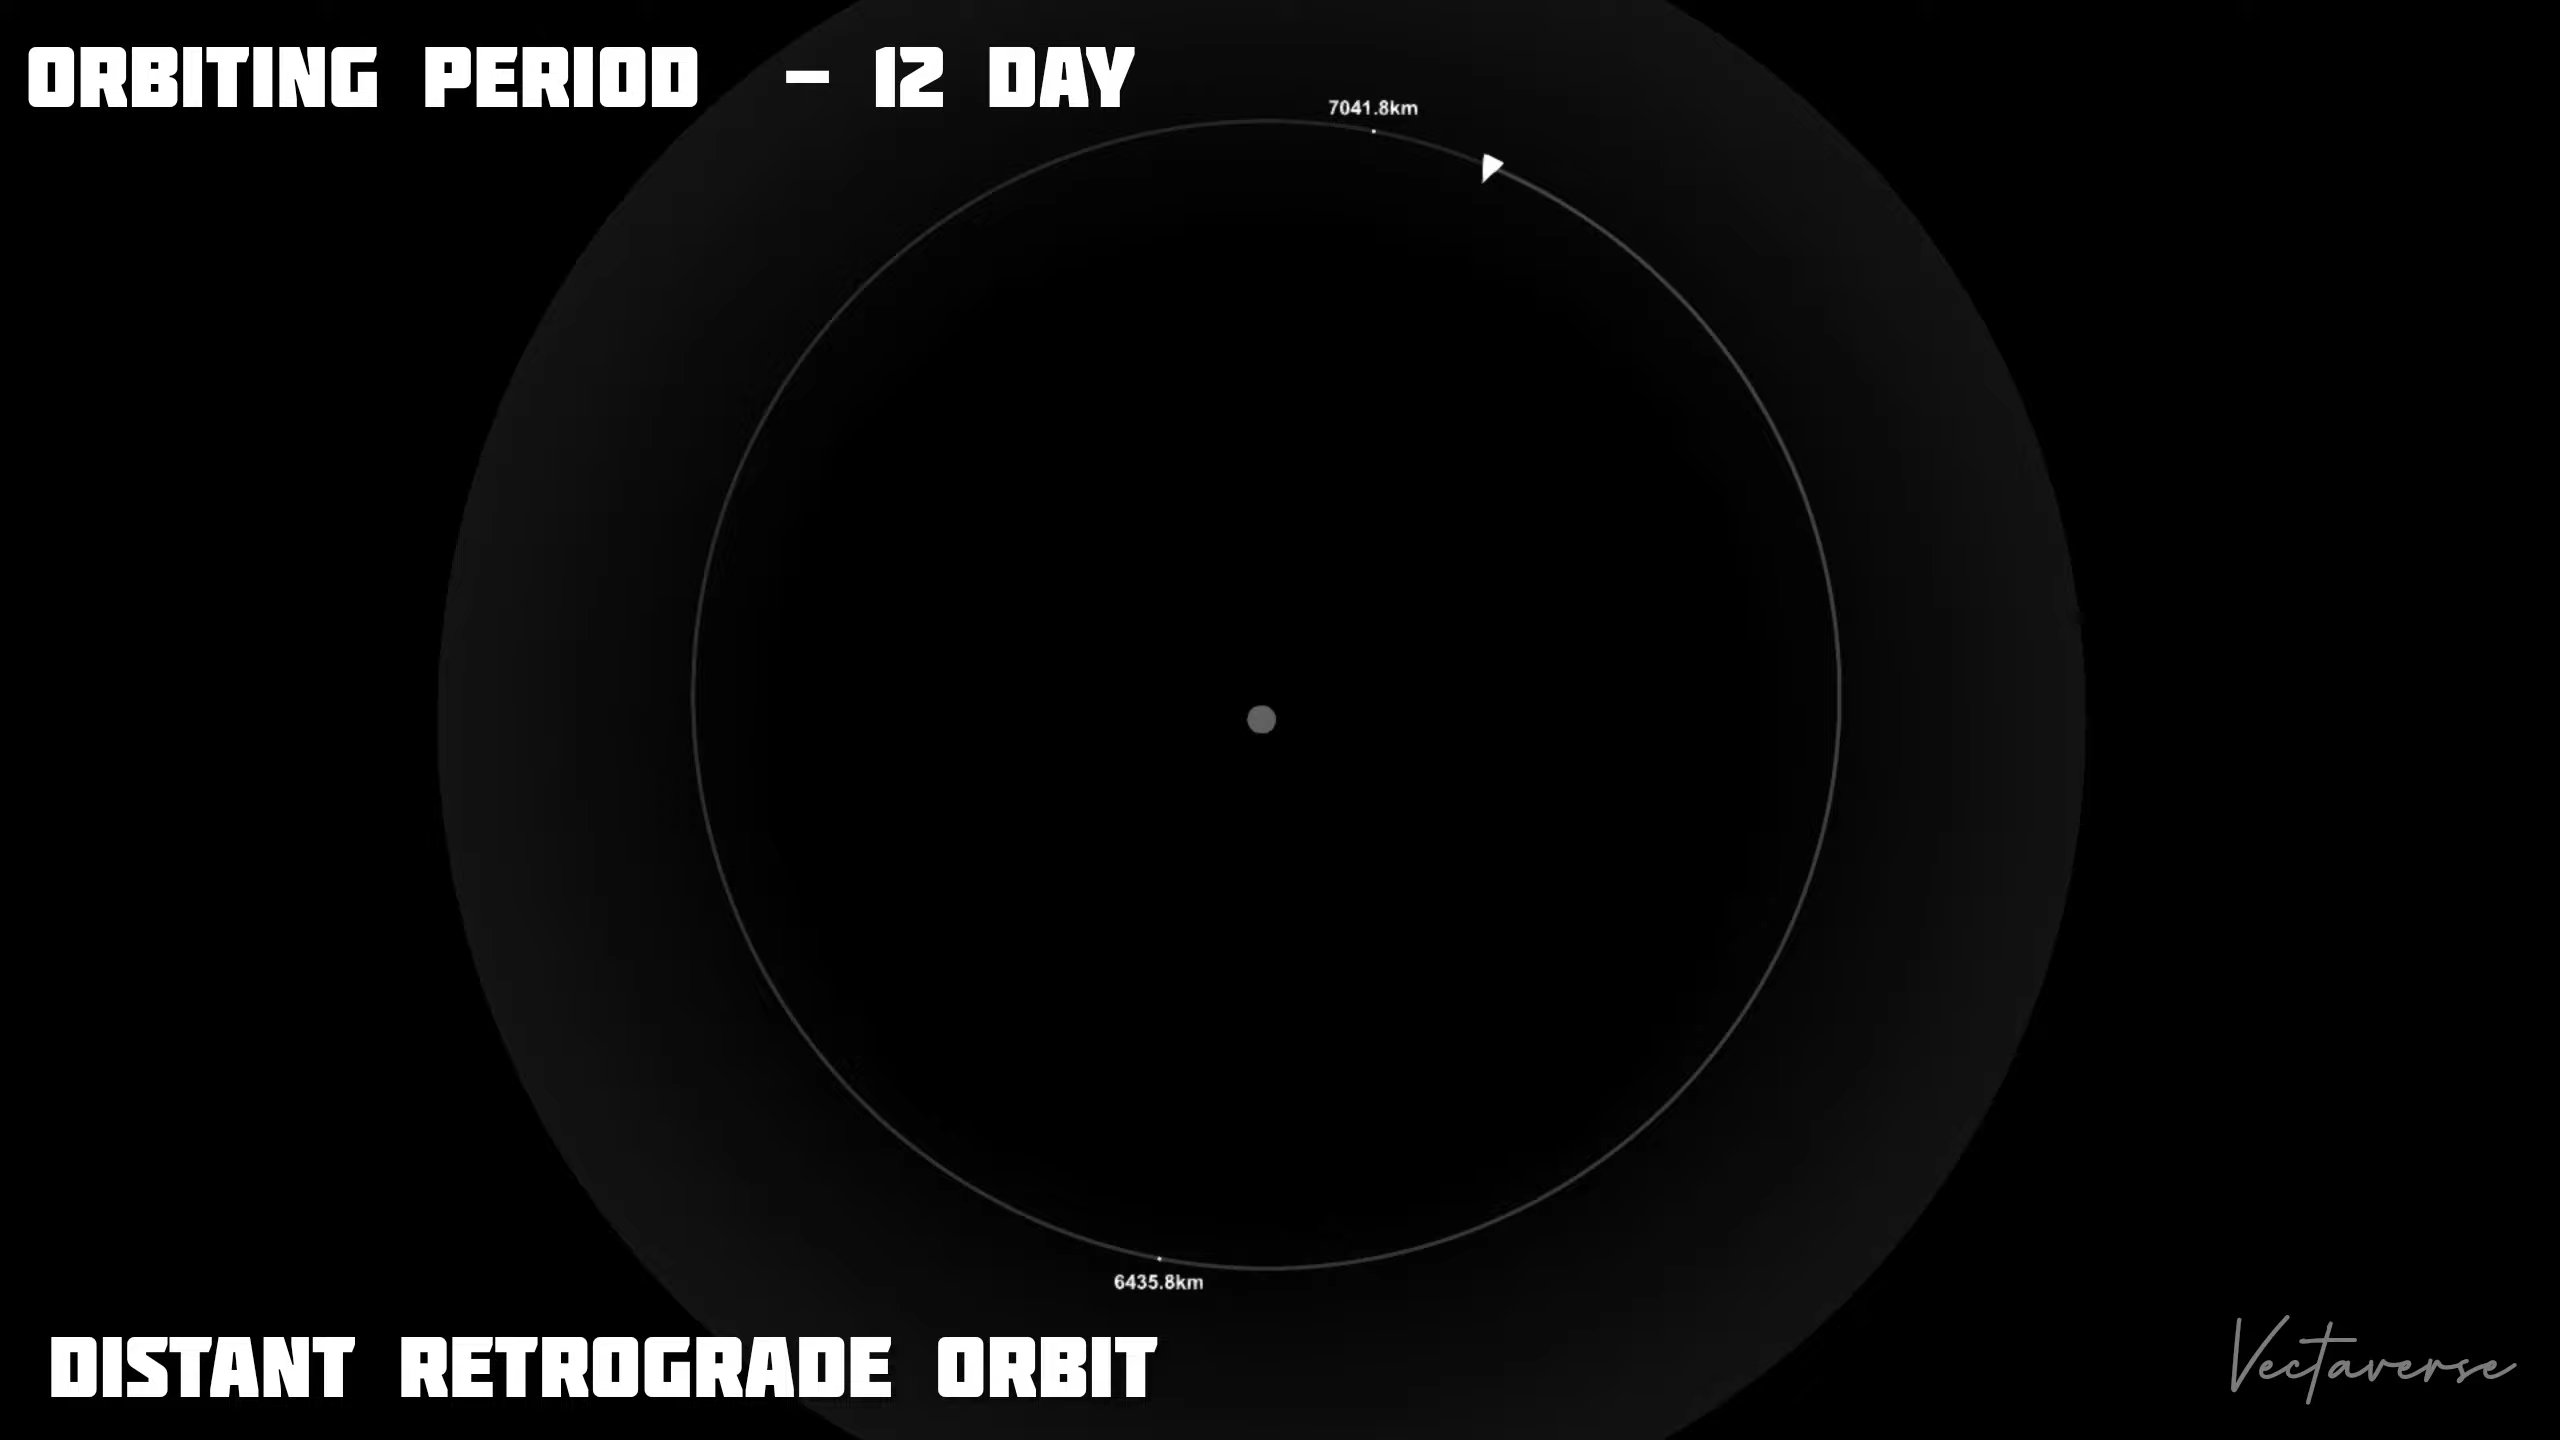 ORBITING PERIOD - 12 DAY
7041.8km
6435.8km
DISTANT RETROGRADE ORBIT
Vectaverse